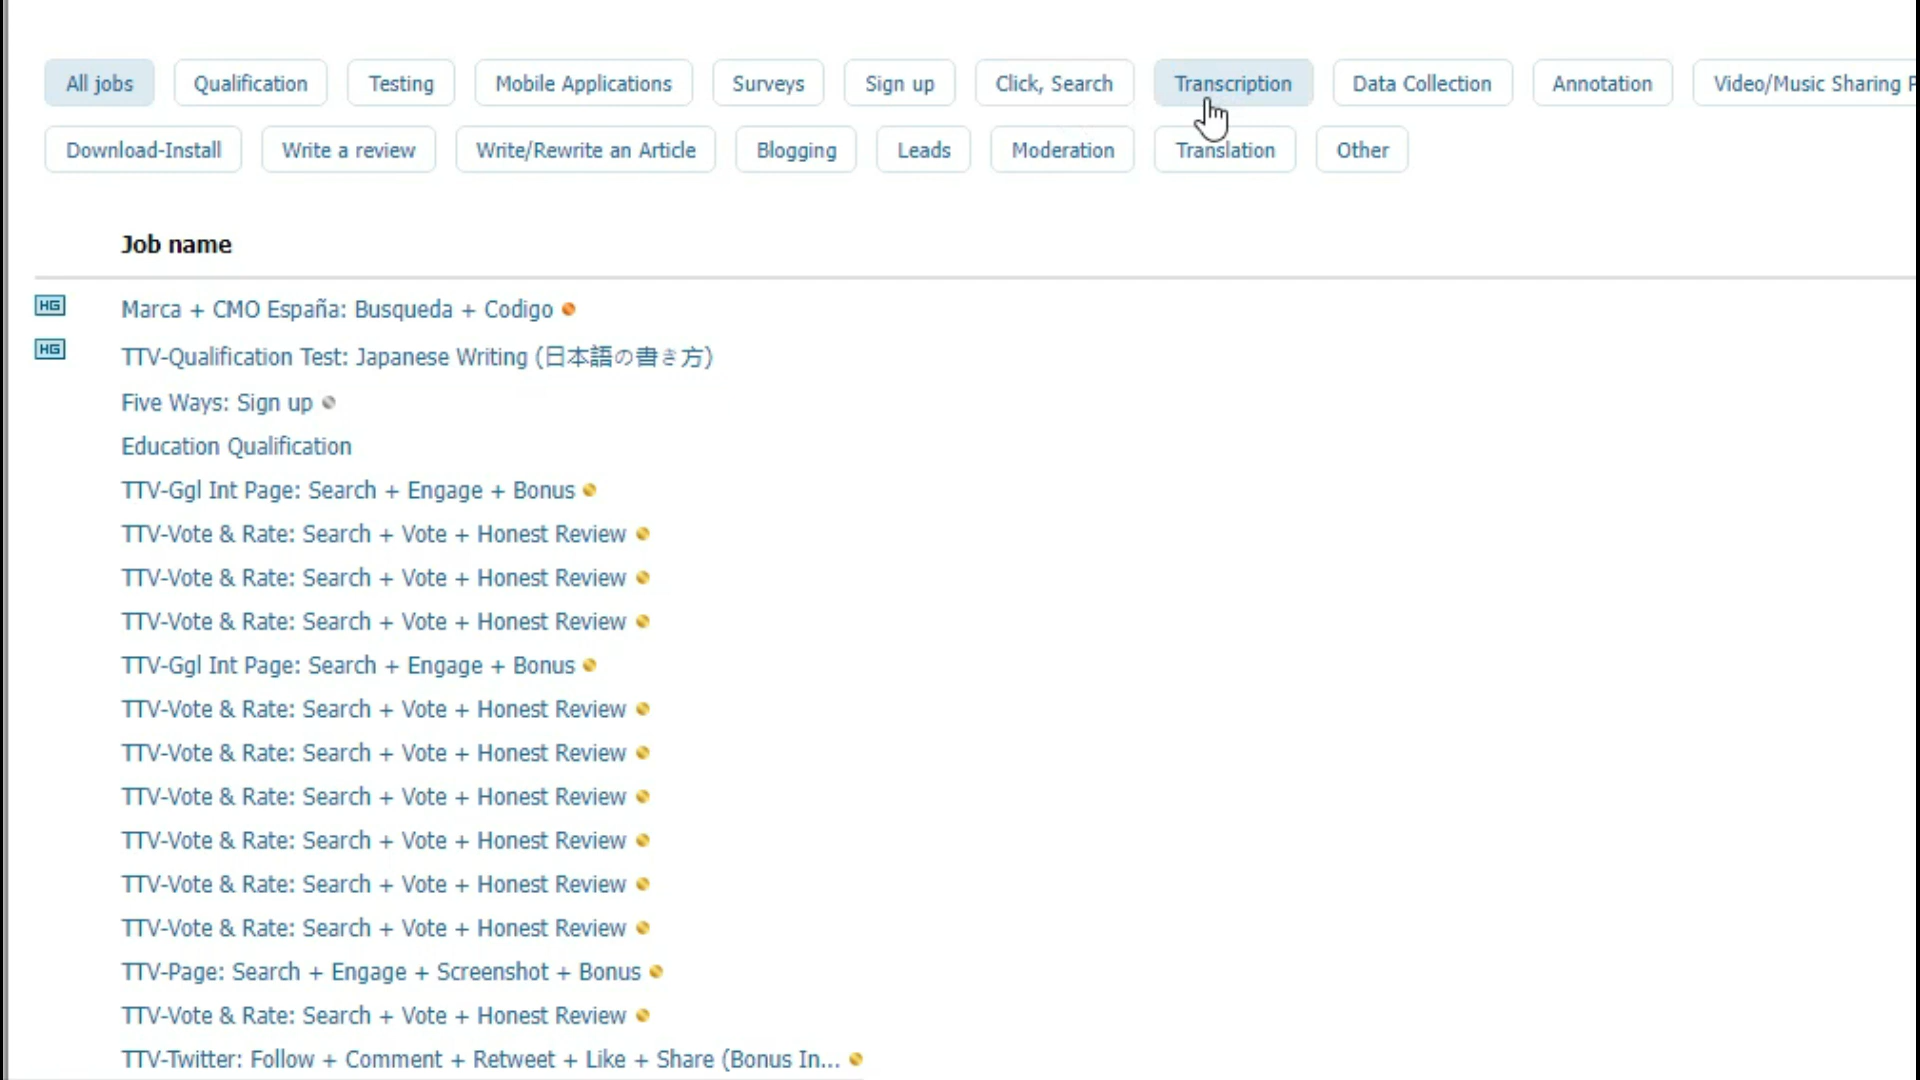 All jobs Qualification Testing Mobile Applications Surveys Sign up Click, Search Transcription Data Collection Annotation Video/Music Sharing
Download-Install Write a review Write/Rewrite an Article Blogging Leads Moderation Translation Other
Job name
HG Marca + CMO España: Busqueda + Codigo
HG TTV-Qualification Test: Japanese Writing (日本語の書き方)
Five Ways: Sign up
Education Qualification
TTV-Ggl Int Page: Search + Engage + Bonus
TTV-Vote & Rate: Search + Vote + Honest Review
TTV-Vote & Rate: Search + Vote + Honest Review
TTV-Vote & Rate: Search + Vote + Honest Review
TTV-Ggl Int Page: Search + Engage + Bonus
TTV-Vote & Rate: Search + Vote + Honest Review
TTV-Vote & Rate: Search + Vote + Honest Review
TTV-Vote & Rate: Search + Vote + Honest Review
TTV-Vote & Rate: Search + Vote + Honest Review
TTV-Vote & Rate: Search + Vote + Honest Review
TTV-Vote & Rate: Search + Vote + Honest Review
TTV-Page: Search + Engage + Screenshot + Bonus
TTV-Vote & Rate: Search + Vote + Honest Review
TTV-Twitter: Follow + Comment + Retweet + Like + Share (Bonus In...